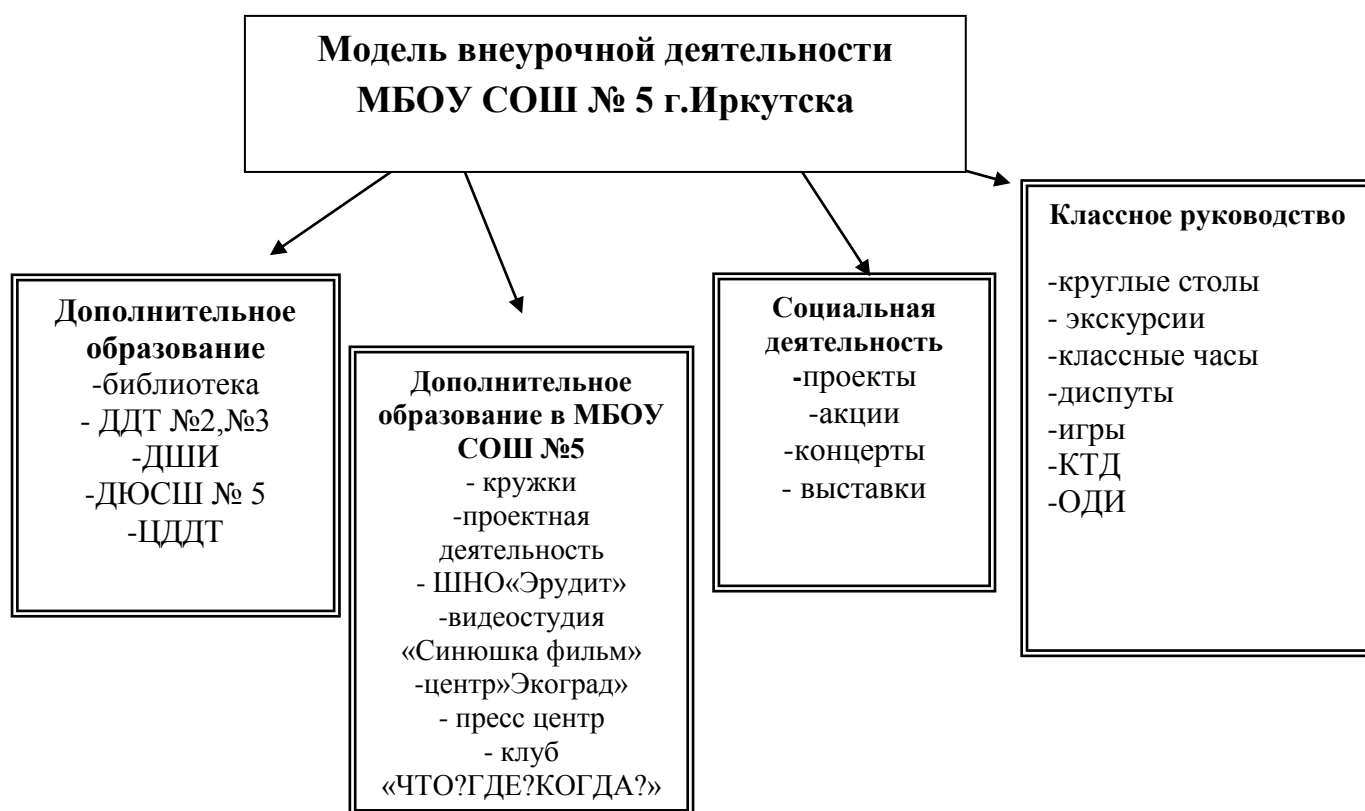 Модель внеурочной деятельности
МБОУ СОШ № 5 г.Иркутска
Дополнительное
образование
-библиотека
- ДДТ №2,№3
-ДШИ
-ДЮСШ № 5
-ЦДДТ
Дополнительное
образование в МБОУ
СОШ №5
- кружки
-проектная
деятельность
- ШНО«Эрудит»
-видеостудия
«Синюшка фильм»
-центр»Экоград»
- пресс центр
- клуб
«ЧТО?ГДЕ?КОГДА?»
Социальная
деятельность
-проекты
-акции
-концерты
- выставки
Классное руководство
-круглые столы
- экскурсии
-классные часы
-диспуты
-игры
-КТД
-ОДИ